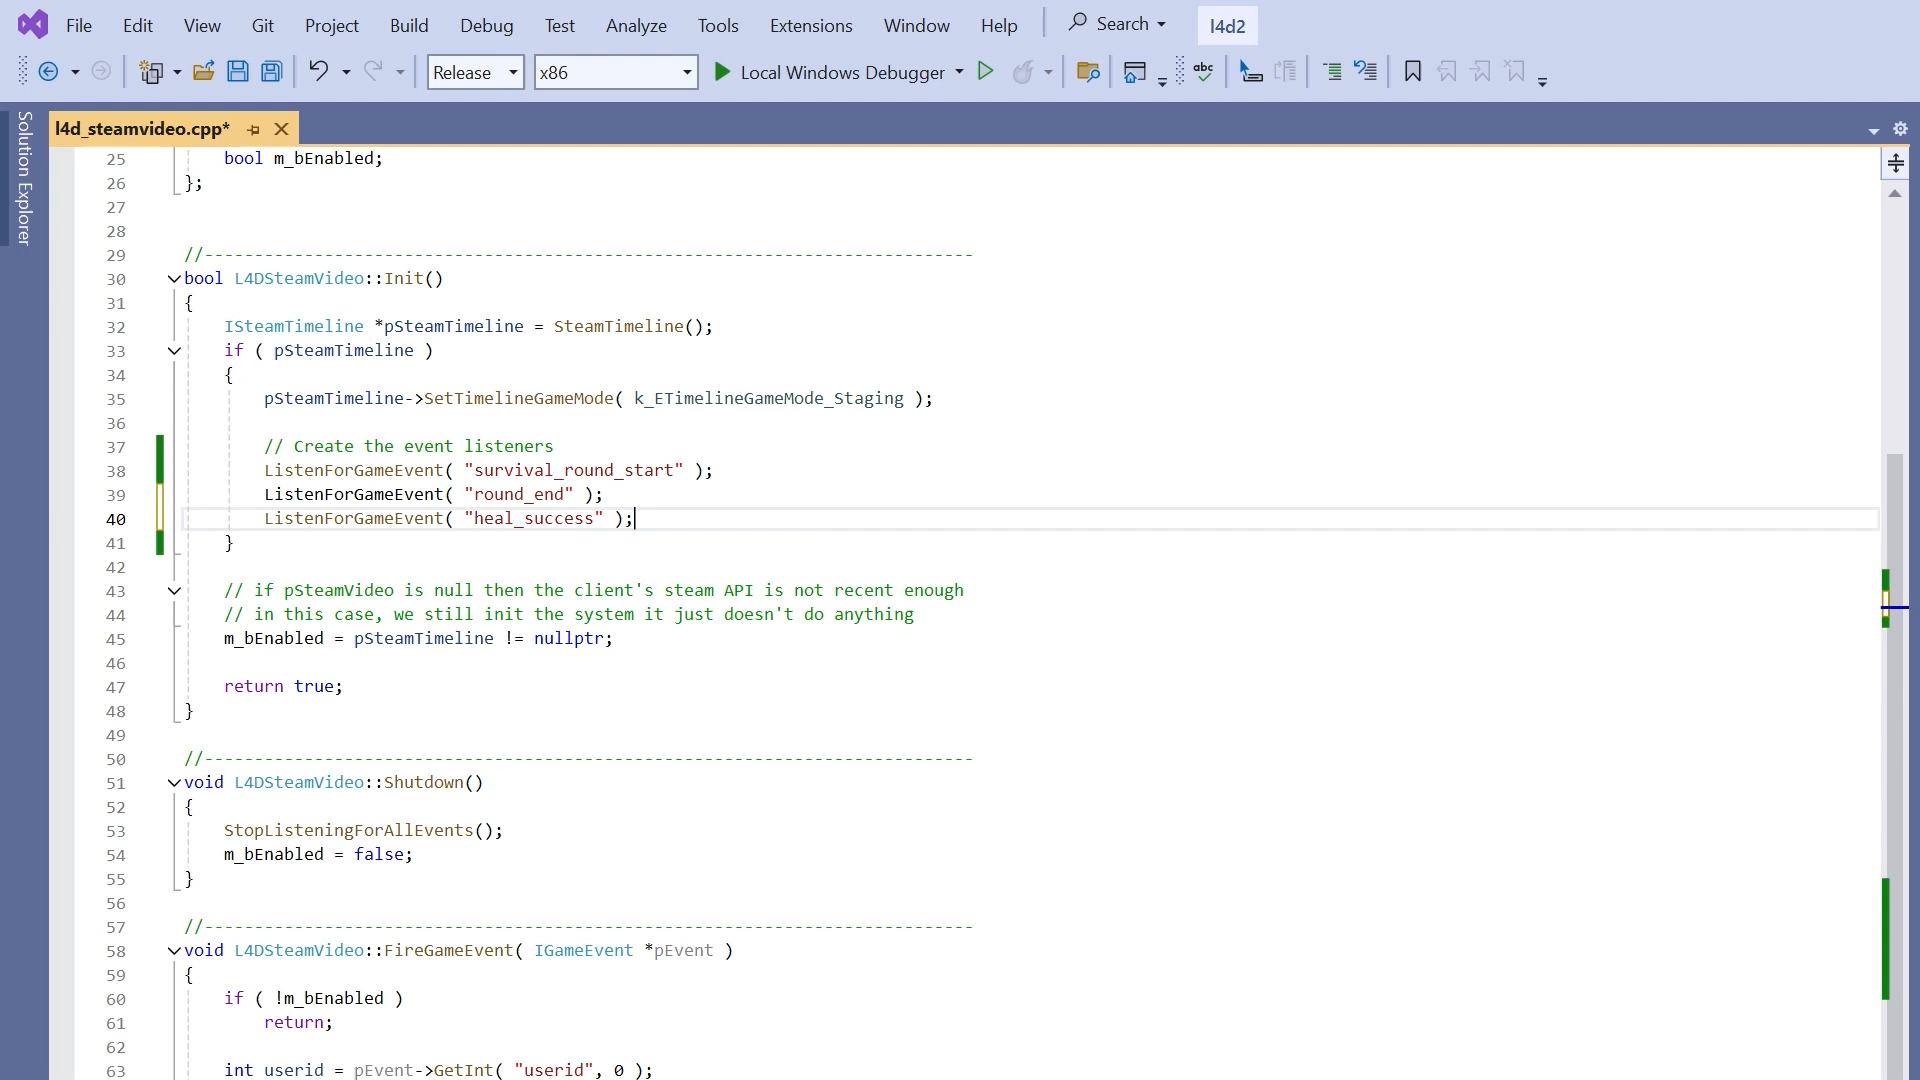 File Edit View Git Project Build Debug Test Analyze Tools Extensions Window Help Search l4d2
Release x86 Local Windows Debugger abc
Solution Explorer
l4d_steamvideo.cpp*
25 bool m_bEnabled;
26 };
27
28
29 //-----------------------------------------------------------------------------
30 bool L4DSteamVideo::Init()
31 {
32 ISteamTimeline *pSteamTimeline = SteamTimeline();
33 if ( pSteamTimeline )
34 {
35 pSteamTimeline->SetTimelineGameMode( k_ETimelineGameMode_Staging );
36
37 // Create the event listeners
38 ListenForGameEvent( "survival_round_start" );
39 ListenForGameEvent( "round_end" );
40 ListenForGameEvent( "heal_success" );
41 }
42
43 // if pSteamVideo is null then the client's steam API is not recent enough
44 // in this case, we still init the system it just doesn't do anything
45 m_bEnabled = pSteamTimeline != nullptr;
46
47 return true;
48 }
49
50 //-----------------------------------------------------------------------------
51 void L4DSteamVideo::Shutdown()
52 {
53 StopListeningForAllEvents();
54 m_bEnabled = false;
55 }
56
57 //-----------------------------------------------------------------------------
58 void L4DSteamVideo::FireGameEvent( IGameEvent *pEvent )
59 {
60 if ( !m_bEnabled )
61 return;
62
63 int userid = pEvent->GetInt( "userid", 0 );